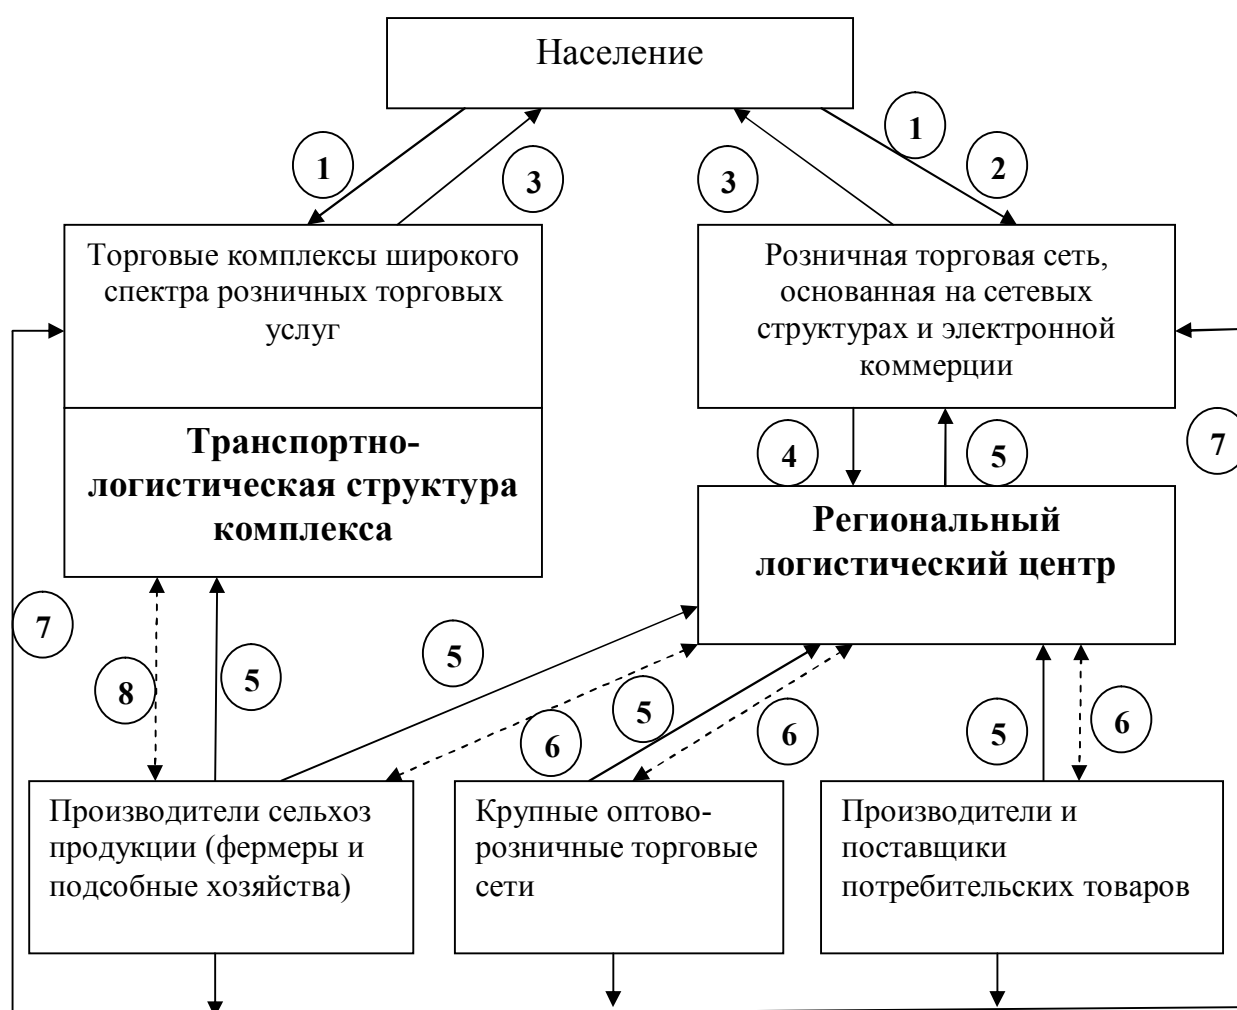 Население
1
1
2
3
3
Торговые комплексы широкого
спектра розничных торговых
услуг
Розничная торговая сеть,
основанная на сетевых
структурах и электронной
коммерции
Транспортно-
логистическая структура
комплекса
4
5
7
Региональный
логистический центр
7
8
5
5
6
5
6
5
6
Производители сельхоз
продукции (фермеры и
подсобные хозяйства)
Крупные оптово-
розничные торговые
сети
Производители и
поставщики
потребительских товаров